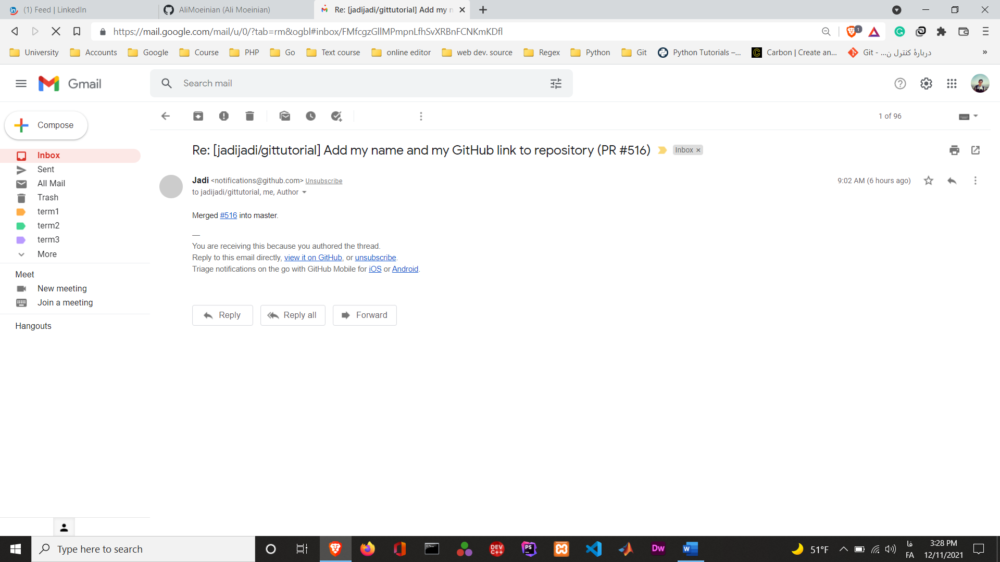 (1) Feed | LinkedIn
AliMoeinian (Ali Moeinian)
Re: [jadijadi/gittutorial] Add my n
https://mail.google.com/mail/u/0/?tab=rm&ogbl#inbox/FMfcgzGllMPmpnLfhSvXRBnFCNKmKDfl
1
University
Accounts
Google
Course
PHP
Go
Text course
online editor
web dev. source
Regex
Python
Git
Python Tutorials –...
Carbon | Create an...
Git - ...دربارهٔ کنترل ن
»
Gmail
Search mail
Compose
1 of 96
Inbox
Sent
All Mail
Trash
term1
term2
term3
More
Meet
New meeting
Join a meeting
Hangouts
Re: [jadijadi/gittutorial] Add my name and my GitHub link to repository (PR #516)
Inbox ×
Jadi <notifications@github.com> Unsubscribe
9:02 AM (6 hours ago)
to jadijadi/gittutorial, me, Author
Merged #516 into master.
—
You are receiving this because you authored the thread.
Reply to this email directly, view it on GitHub, or unsubscribe.
Triage notifications on the go with GitHub Mobile for iOS or Android.
Reply
Reply all
Forward
Type here to search
DEV C++
PS
Dw
W
51°F
فا
FA
3:28 PM
12/11/2021